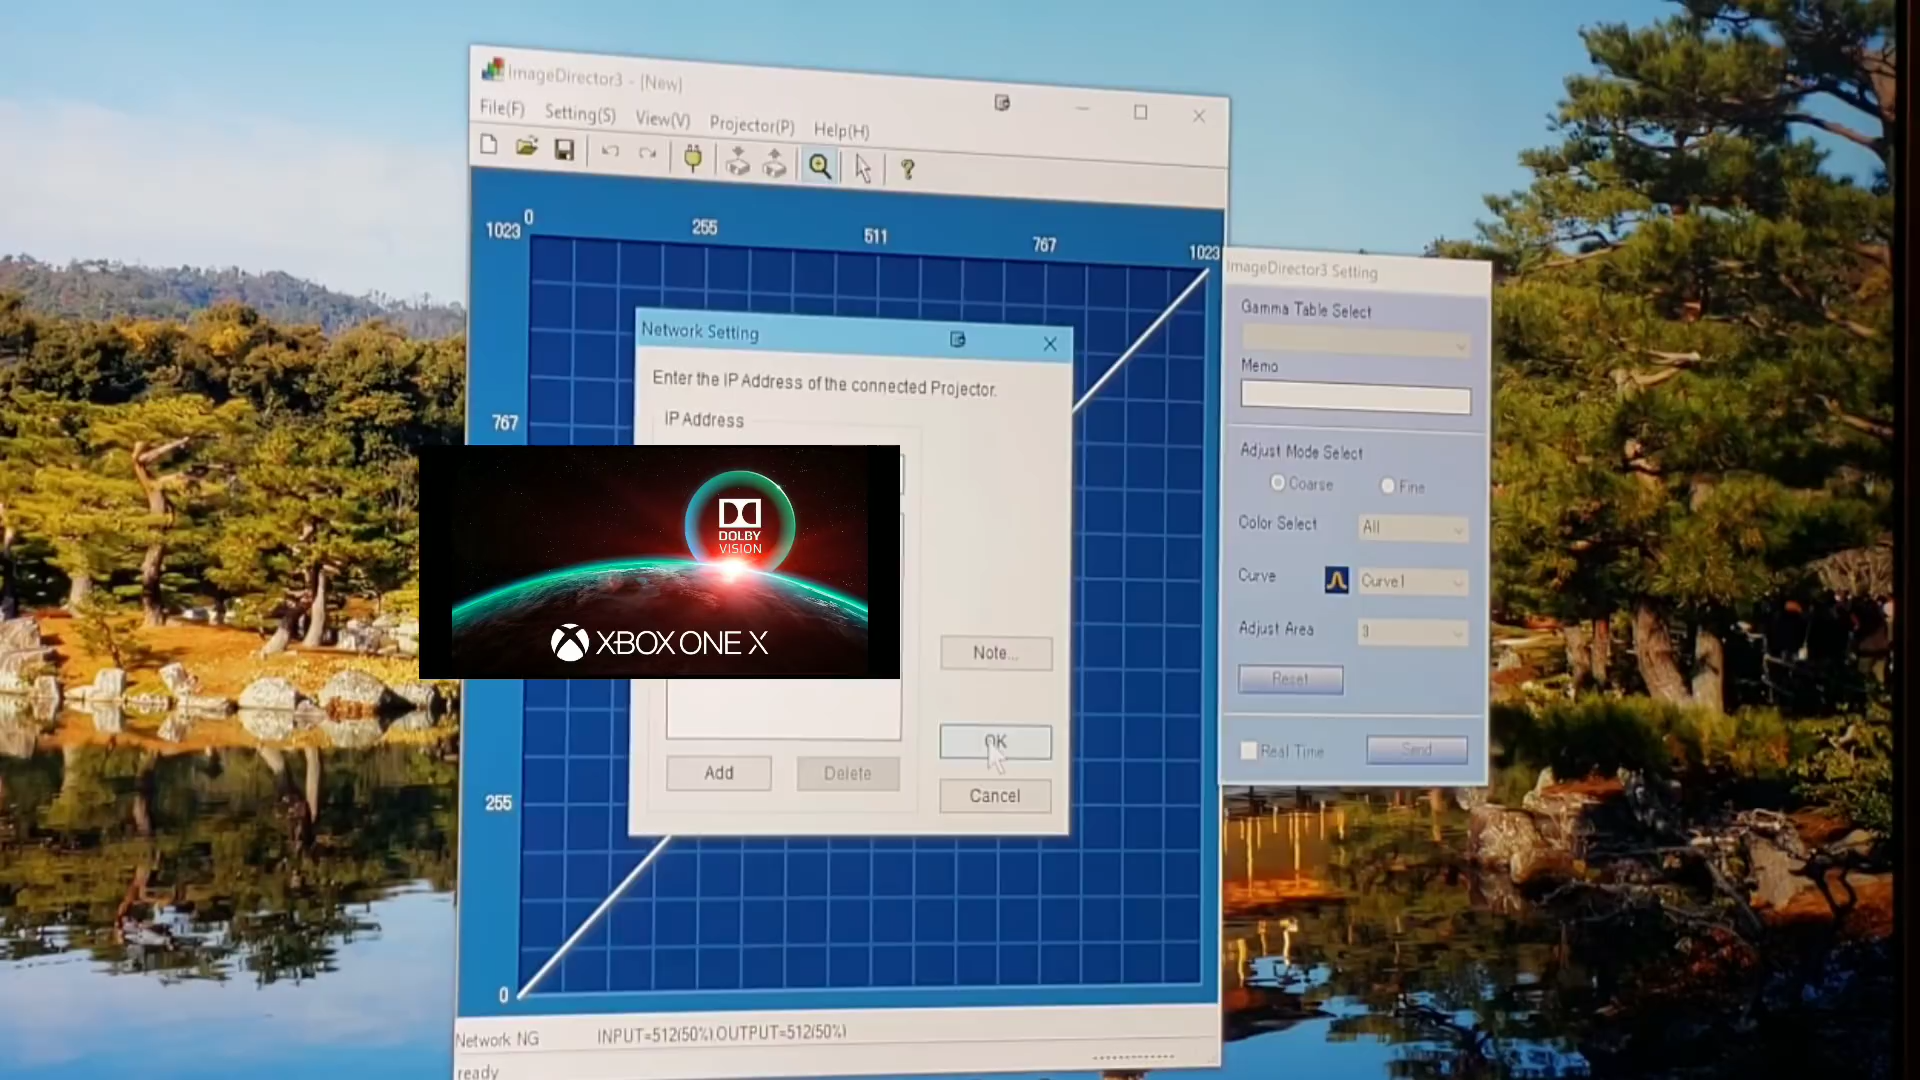 ImageDirector3 - [New]
File(F) Setting(S) View(V) Projector(P) Help(H)
0 255 511 767 1023
1023
767
255
0
Network Setting
Enter the IP Address of the connected Projector.
IP Address
Note...
OK
Cancel
Add Delete
DOLBY
VISION
XBOX ONE X
ImageDirector3 Setting
Gamma Table Select
Memo
Adjust Mode Select
Coarse Fine
Color Select All
Curve Curve1
Adjust Area 3
Reset
Real Time Send
Network NG INPUT=512(50%),OUTPUT=512(50%)
ready